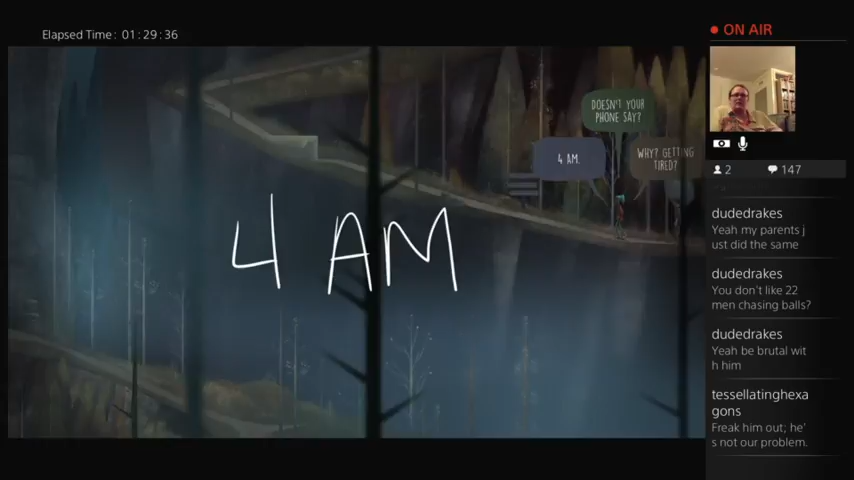 Elapsed Time: 01:29:36
ON AIR
DOESN'T YOUR
PHONE SAY?
4 AM.
WHY? GETTING
TIRED?
4 AM
2
147
dudedrakes
Yeah my parents j
ust did the same
dudedrakes
You don't like 22
men chasing balls?
dudedrakes
Yeah be brutal wit
h him
tessellatinghexa
gons
Freak him out; he'
s not our problem.